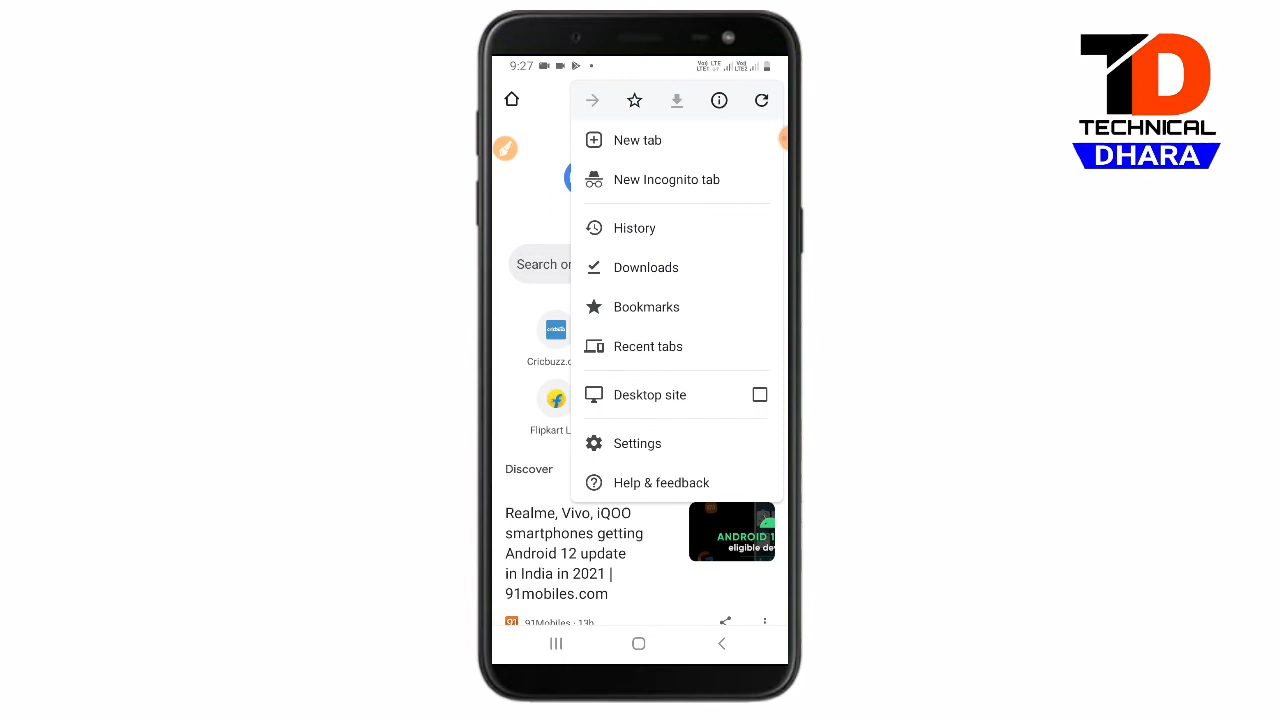 9:27
TECHNICAL
DHARA
New tab
New Incognito tab
History
Search or
Downloads
Bookmarks
Recent tabs
Cricbuzz.c
Desktop site
Flipkart L
Settings
Discover
Help & feedback
Realme, Vivo, iQOO
smartphones getting
Android 12 update
in India in 2021 |
91mobiles.com
ANDROID 1
eligible de
91 91Mobiles · 13h